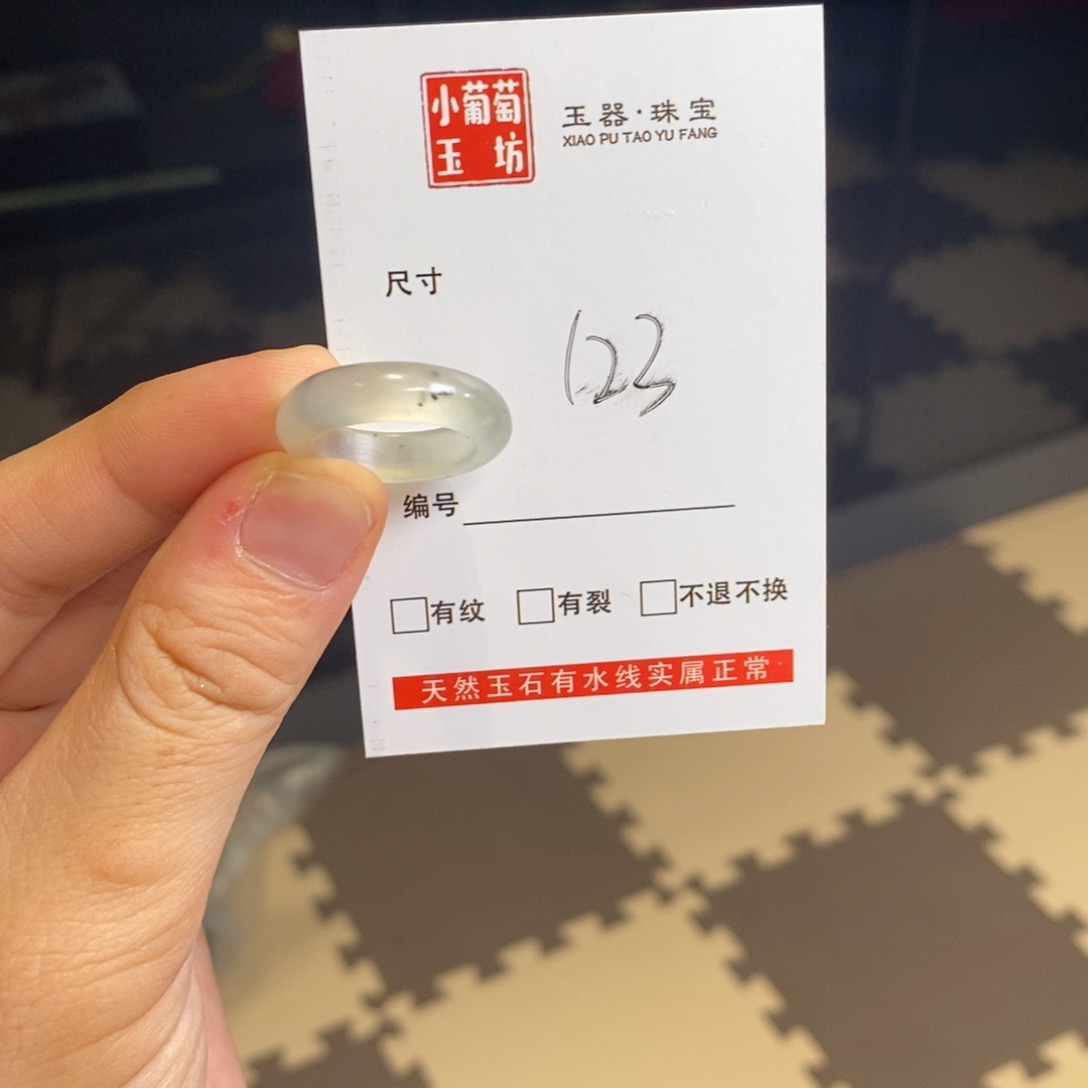 小葡萄
玉坊
玉器·珠宝
XIAO PU TAO YU FANG
尺寸
123
编号
有纹 有裂 不退不换
天然玉石有水线实属正常